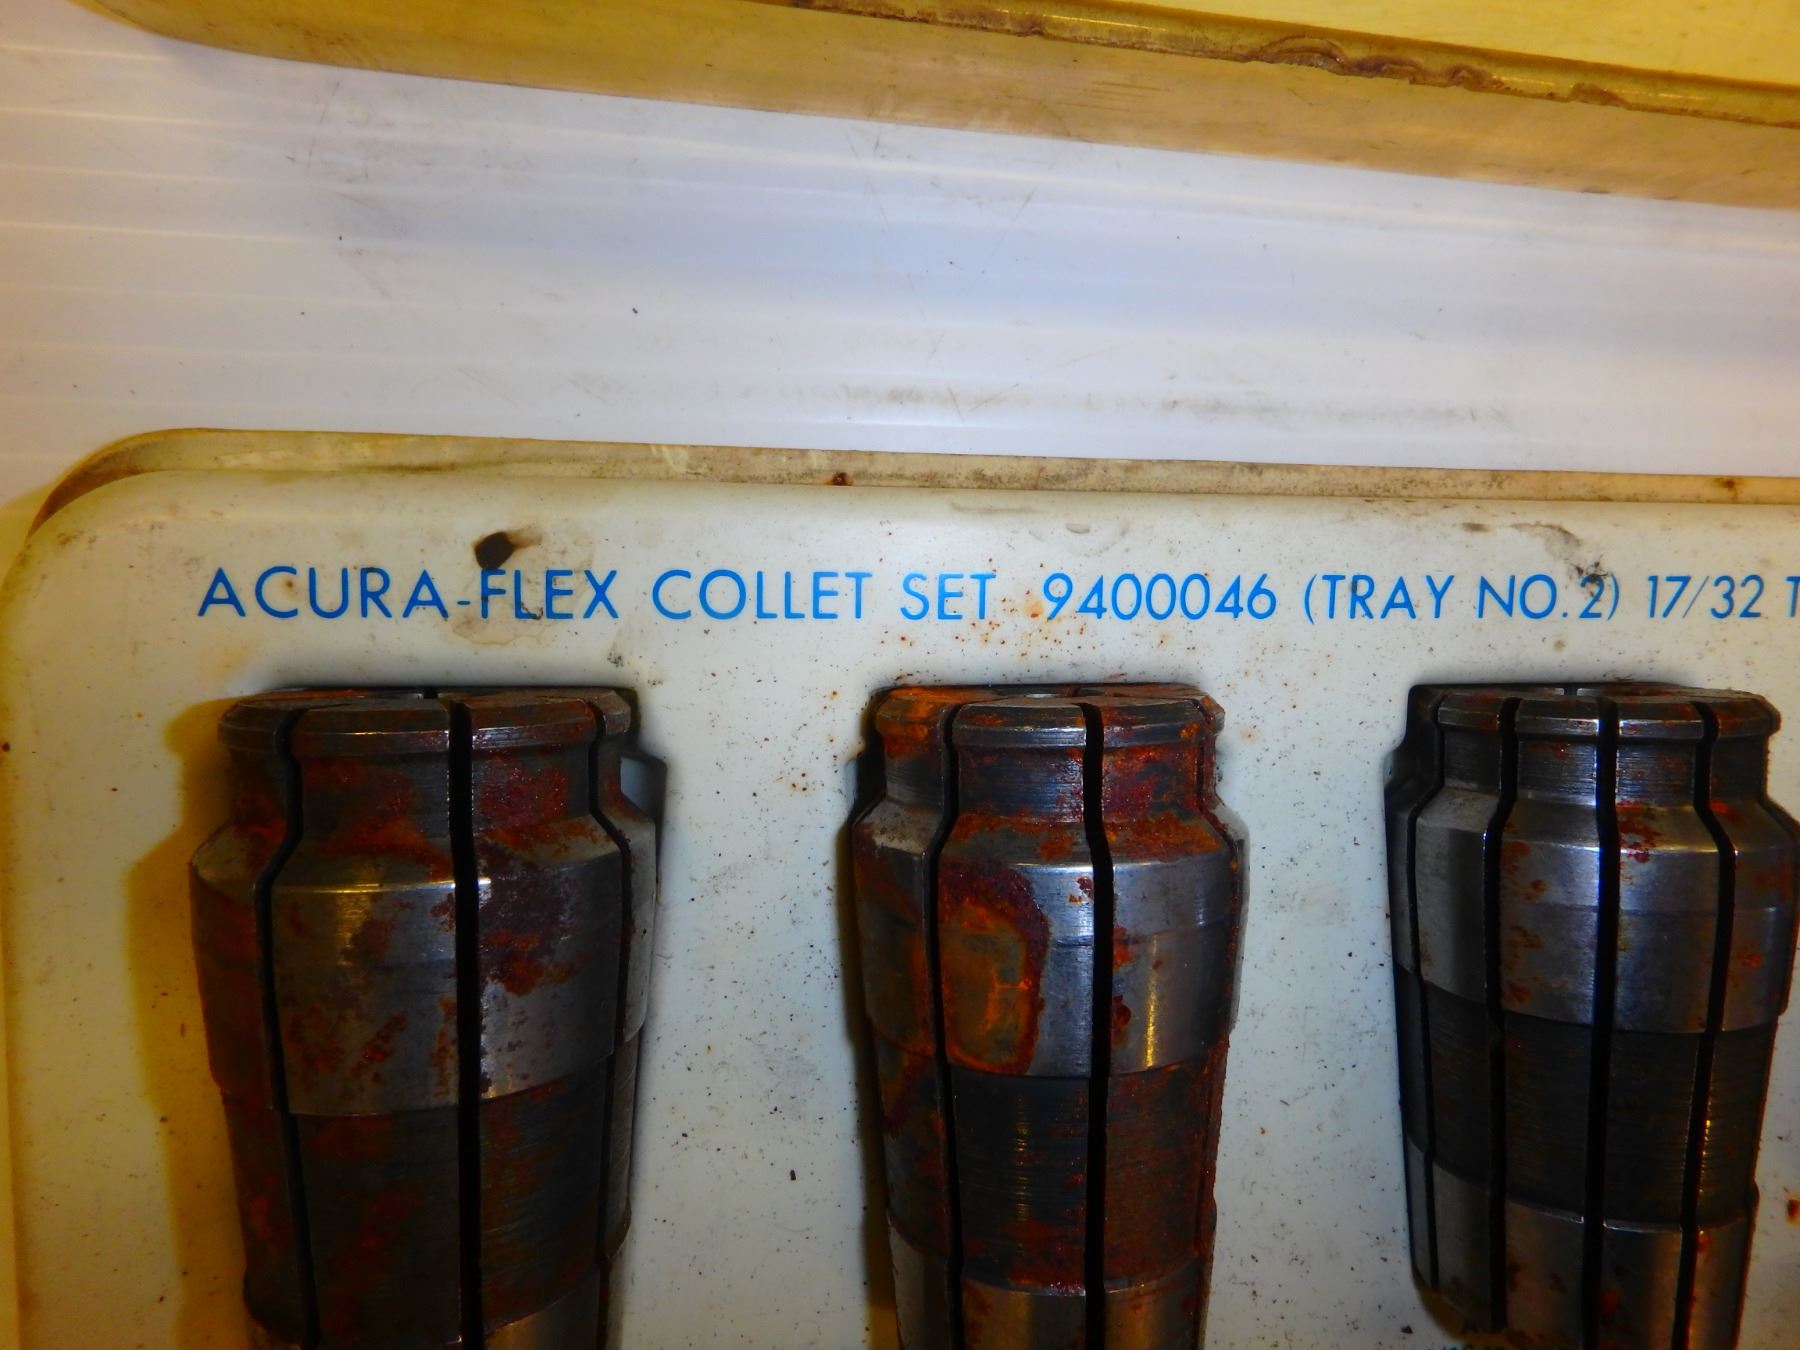 ACURA-FLEX COLLET SET 9400046 (TRAY NO.2) 17/32 T